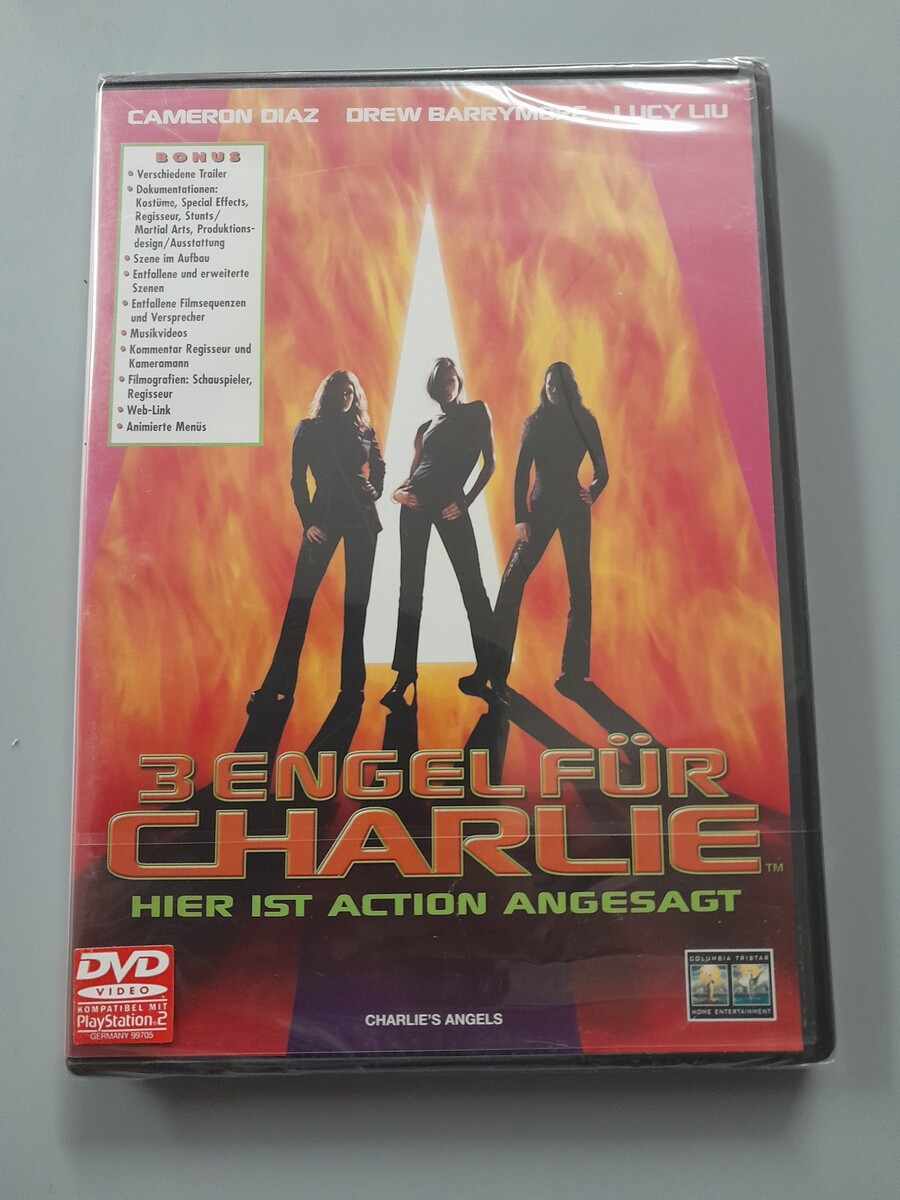 CAMERON DIAZ DREW BARRYMORE LUCY LIU
BONUS
• Verschiedene Trailer
• Dokumentationen:
Kostüme, Special Effects,
Regisseur, Stunts/
Martial Arts, Produktions-
design/Ausstattung
• Szene im Aufbau
• Entfallene und erweiterte
Szenen
• Entfallene Filmsequenzen
und Versprecher
• Musikvideos
• Kommentar Regisseur und
Kameramann
• Filmografien: Schauspieler,
Regisseur
• Web-Link
• Animierte Menüs
3 ENGEL FÜR
CHARLIE™
HIER IST ACTION ANGESAGT
DVD
VIDEO
KOMPATIBEL MIT
PlayStation 2
GERMANY 99705
COLUMBIA TRISTAR
HOME ENTERTAINMENT
CHARLIE'S ANGELS